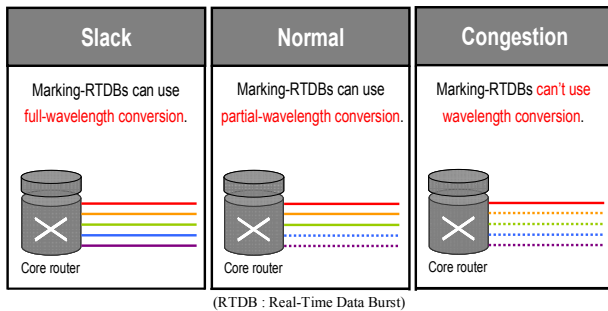 Slack
Marking-RTDBs can use
full-wavelength conversion.
Core router
Normal
Marking-RTDBs can use
partial-wavelength conversion.
Core router
Congestion
Marking-RTDBs can't use
wavelength conversion.
Core router
(RTDB : Real-Time Data Burst)